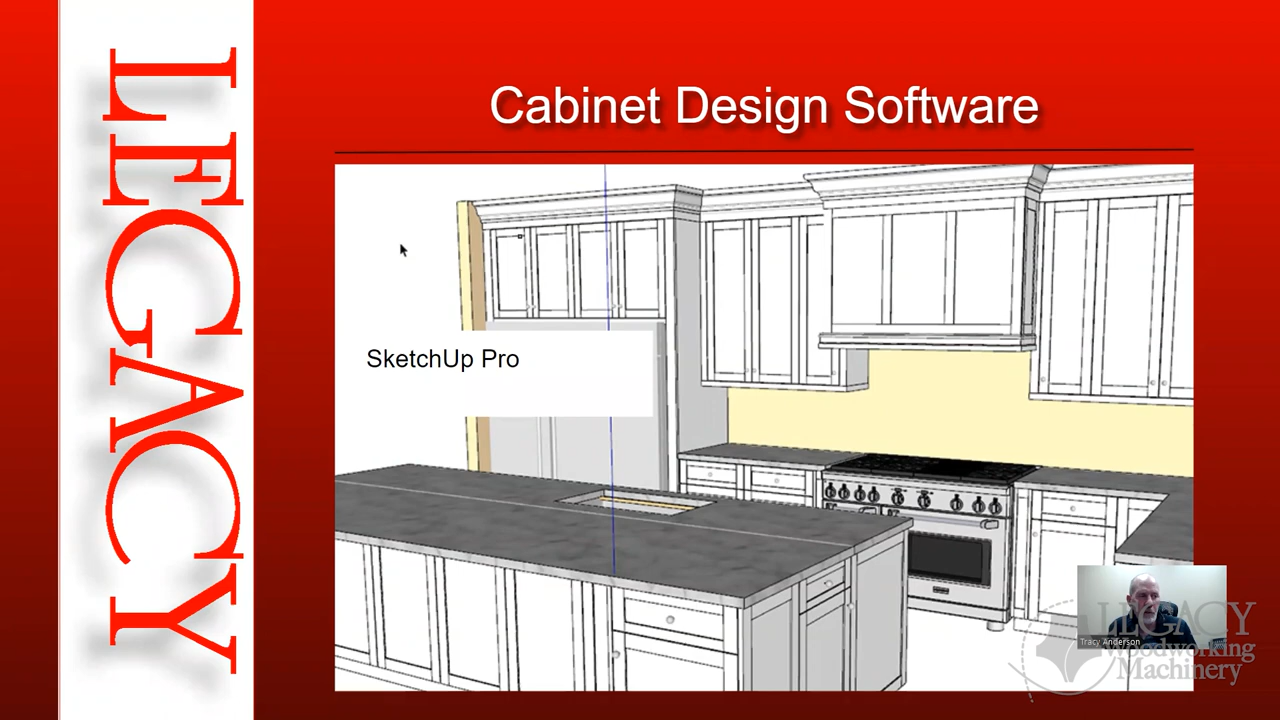 LEGACY
Cabinet Design Software
SketchUp Pro
Tracy Anderson
LEGACY
Woodworking
Machinery